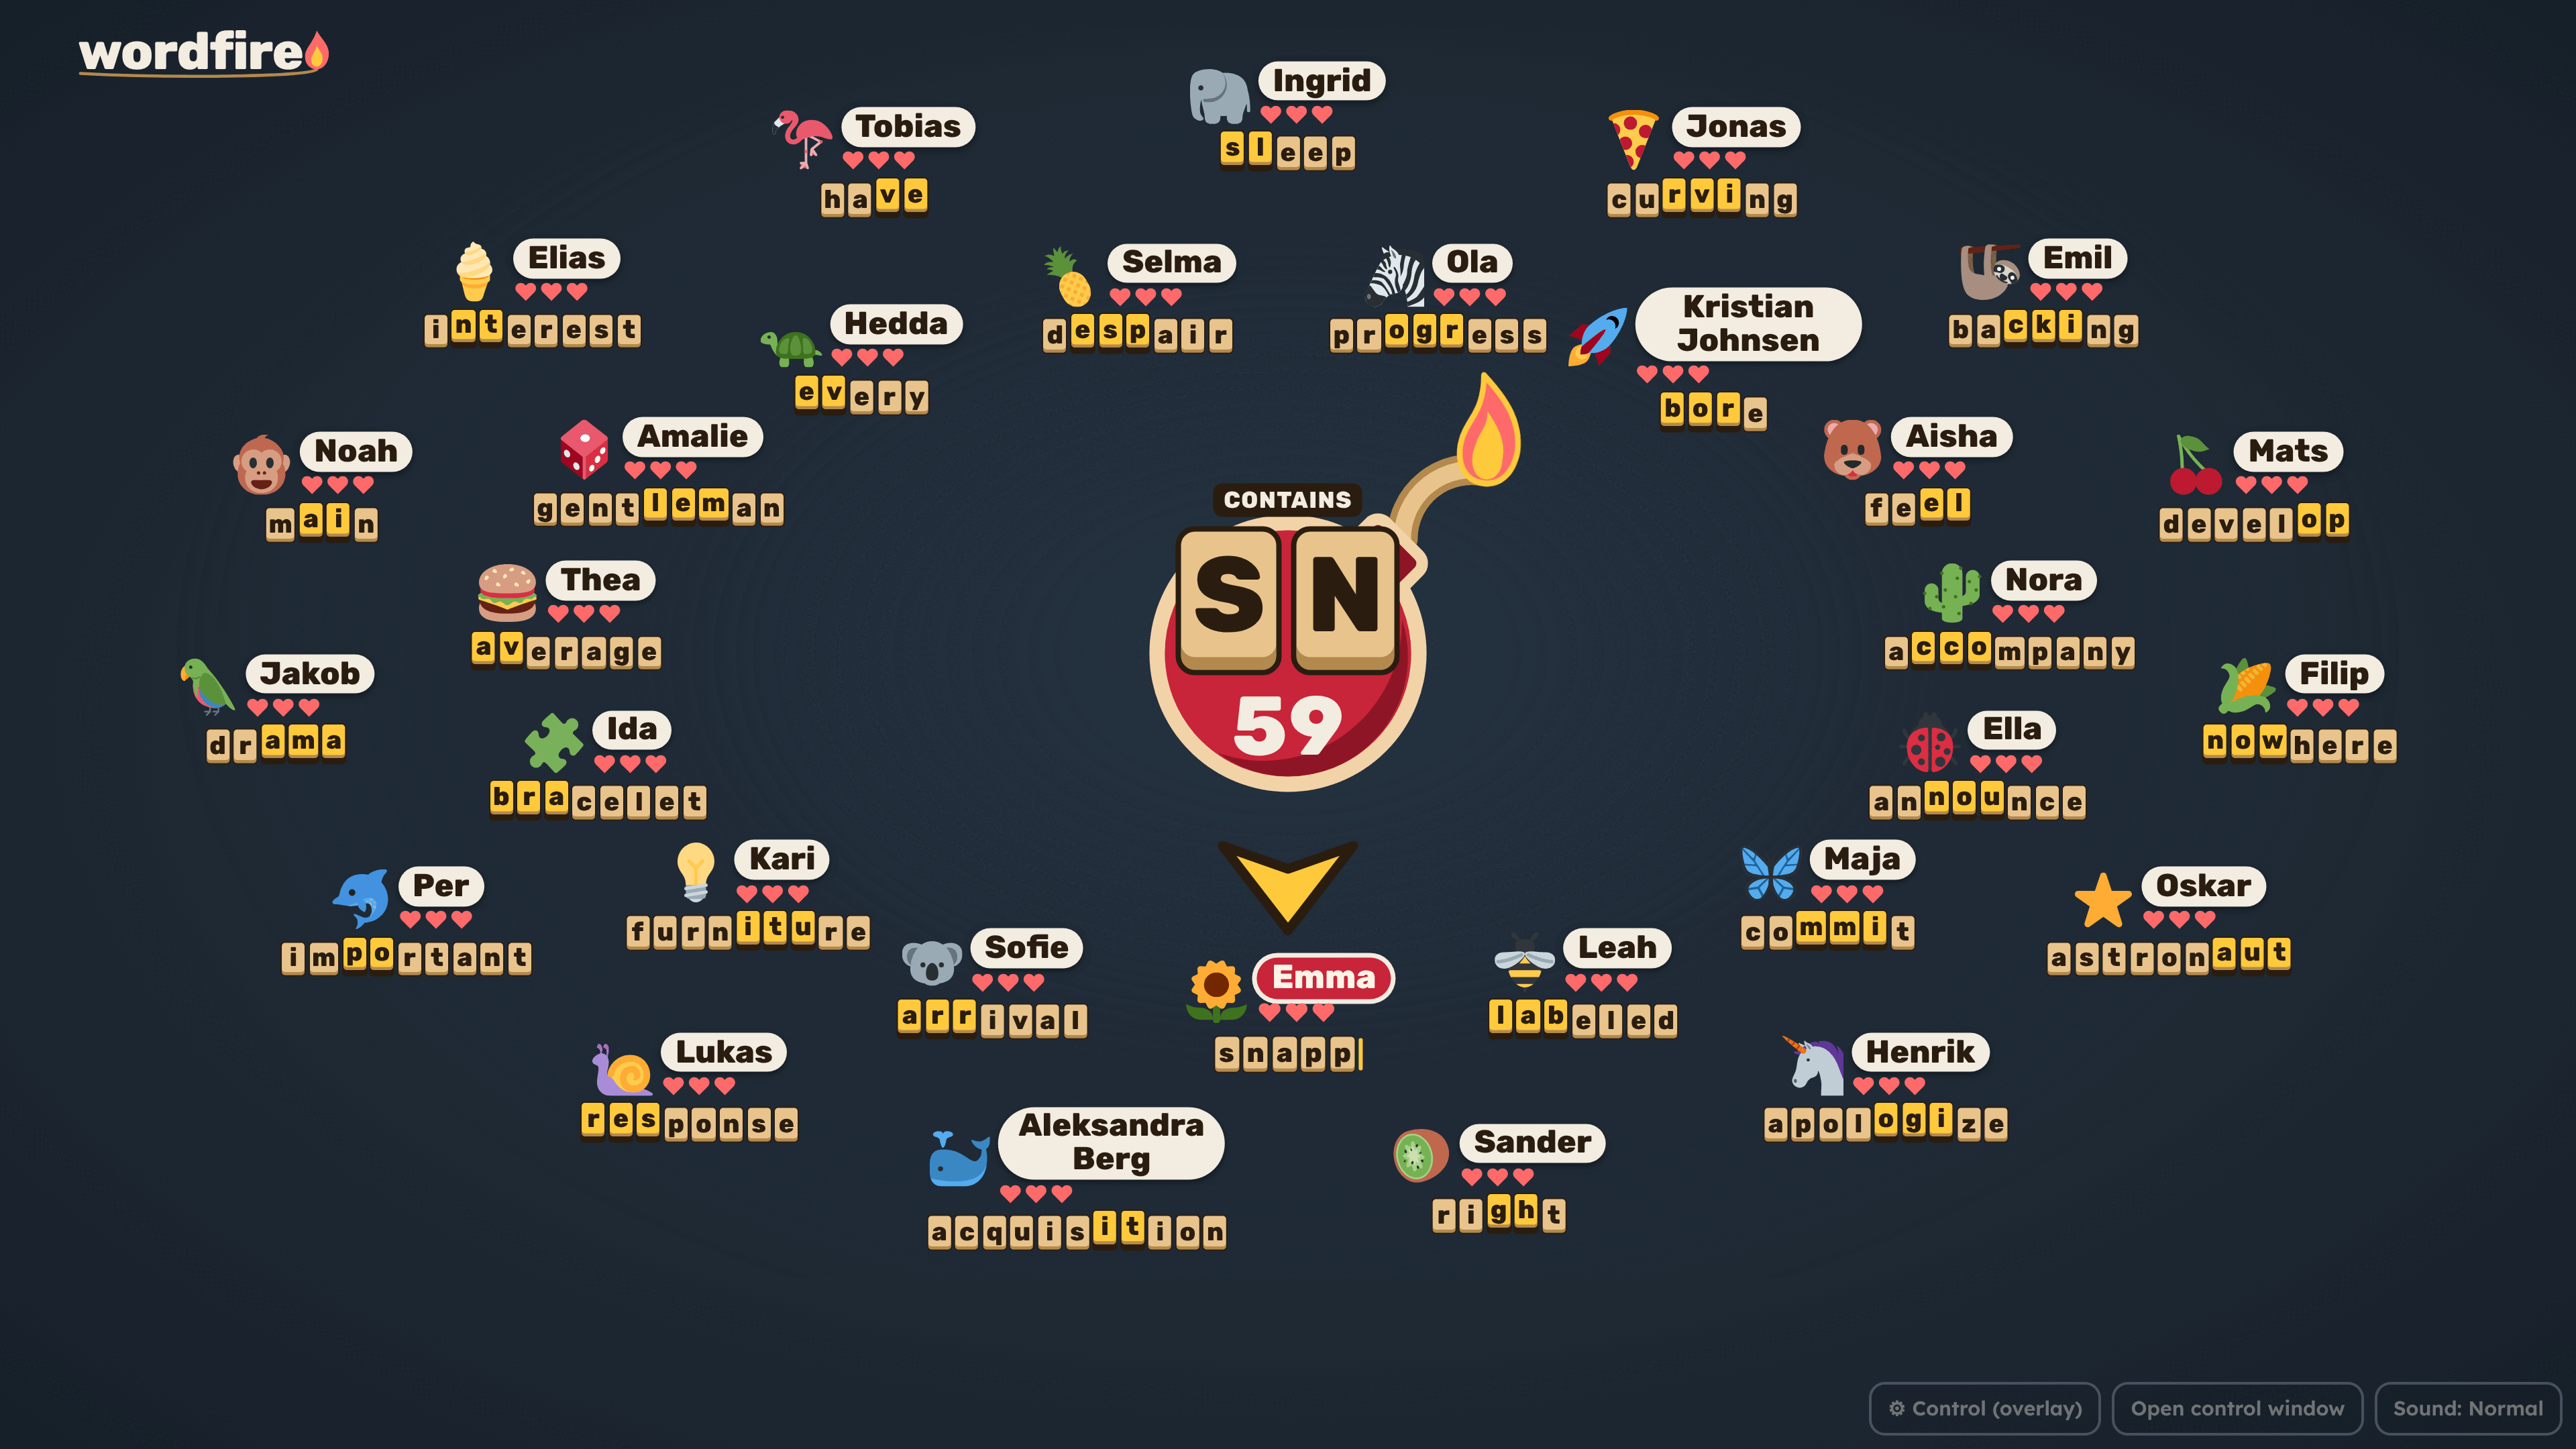 wordfire
Ingrid
sleep
Tobias
have
Jonas
curving
Elias
interest
Selma
despair
Ola
progress
Emil
backing
Hedda
every
Kristian
Johnsen
bore
Noah
main
Amalie
gentleman
Aisha
feel
Mats
develop
CONTAINS
S N
59
Thea
average
Nora
accompany
Jakob
drama
Filip
nowhere
Ida
bracelet
Ella
announce
Kari
furniture
Maja
commit
Per
important
Oskar
astronaut
Sofie
arrival
Emma
snapp
Leah
labeled
Lukas
response
Henrik
apologize
Aleksandra
Berg
acquisition
Sander
right
Control (overlay)
Open control window
Sound: Normal